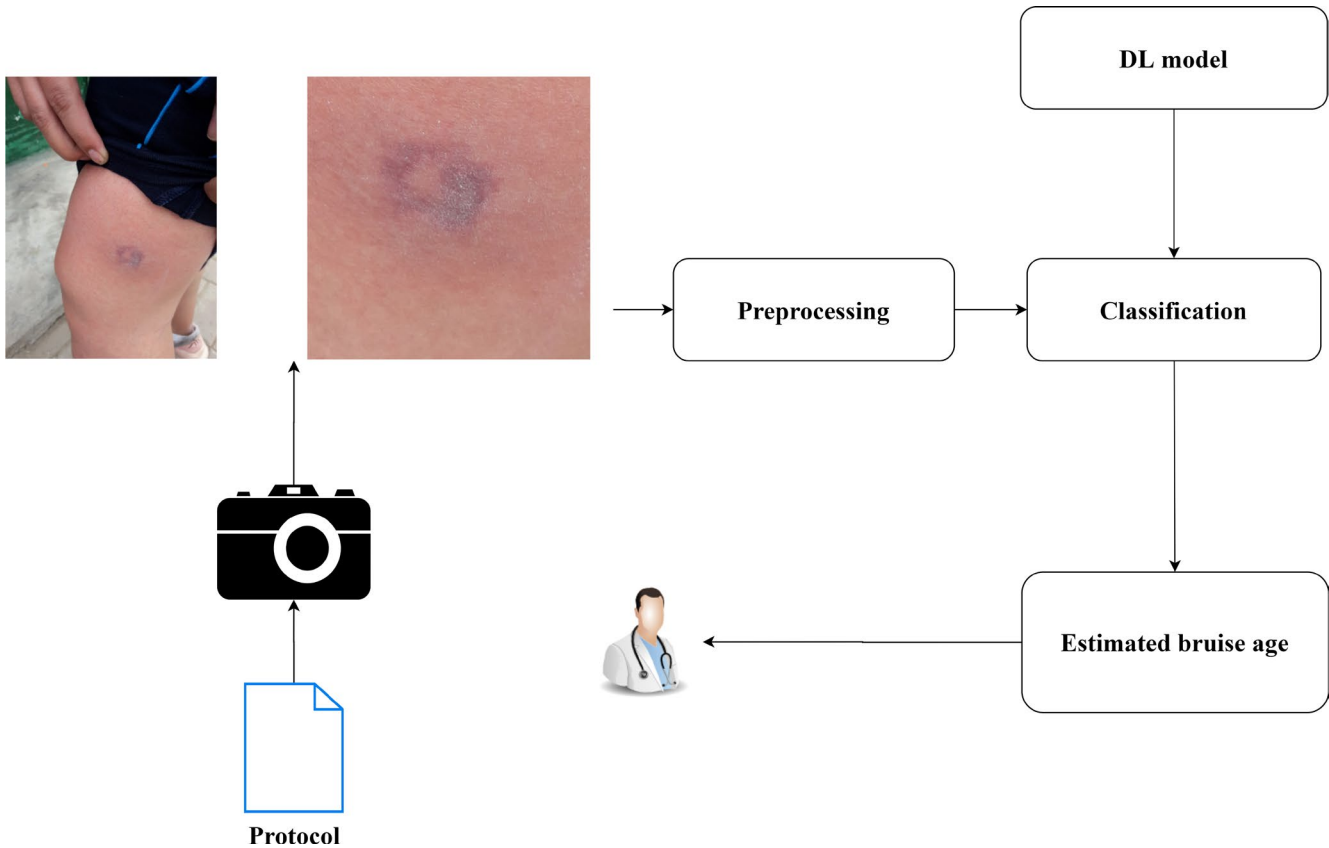 DL model
Preprocessing
Classification
Estimated bruise age
Protocol